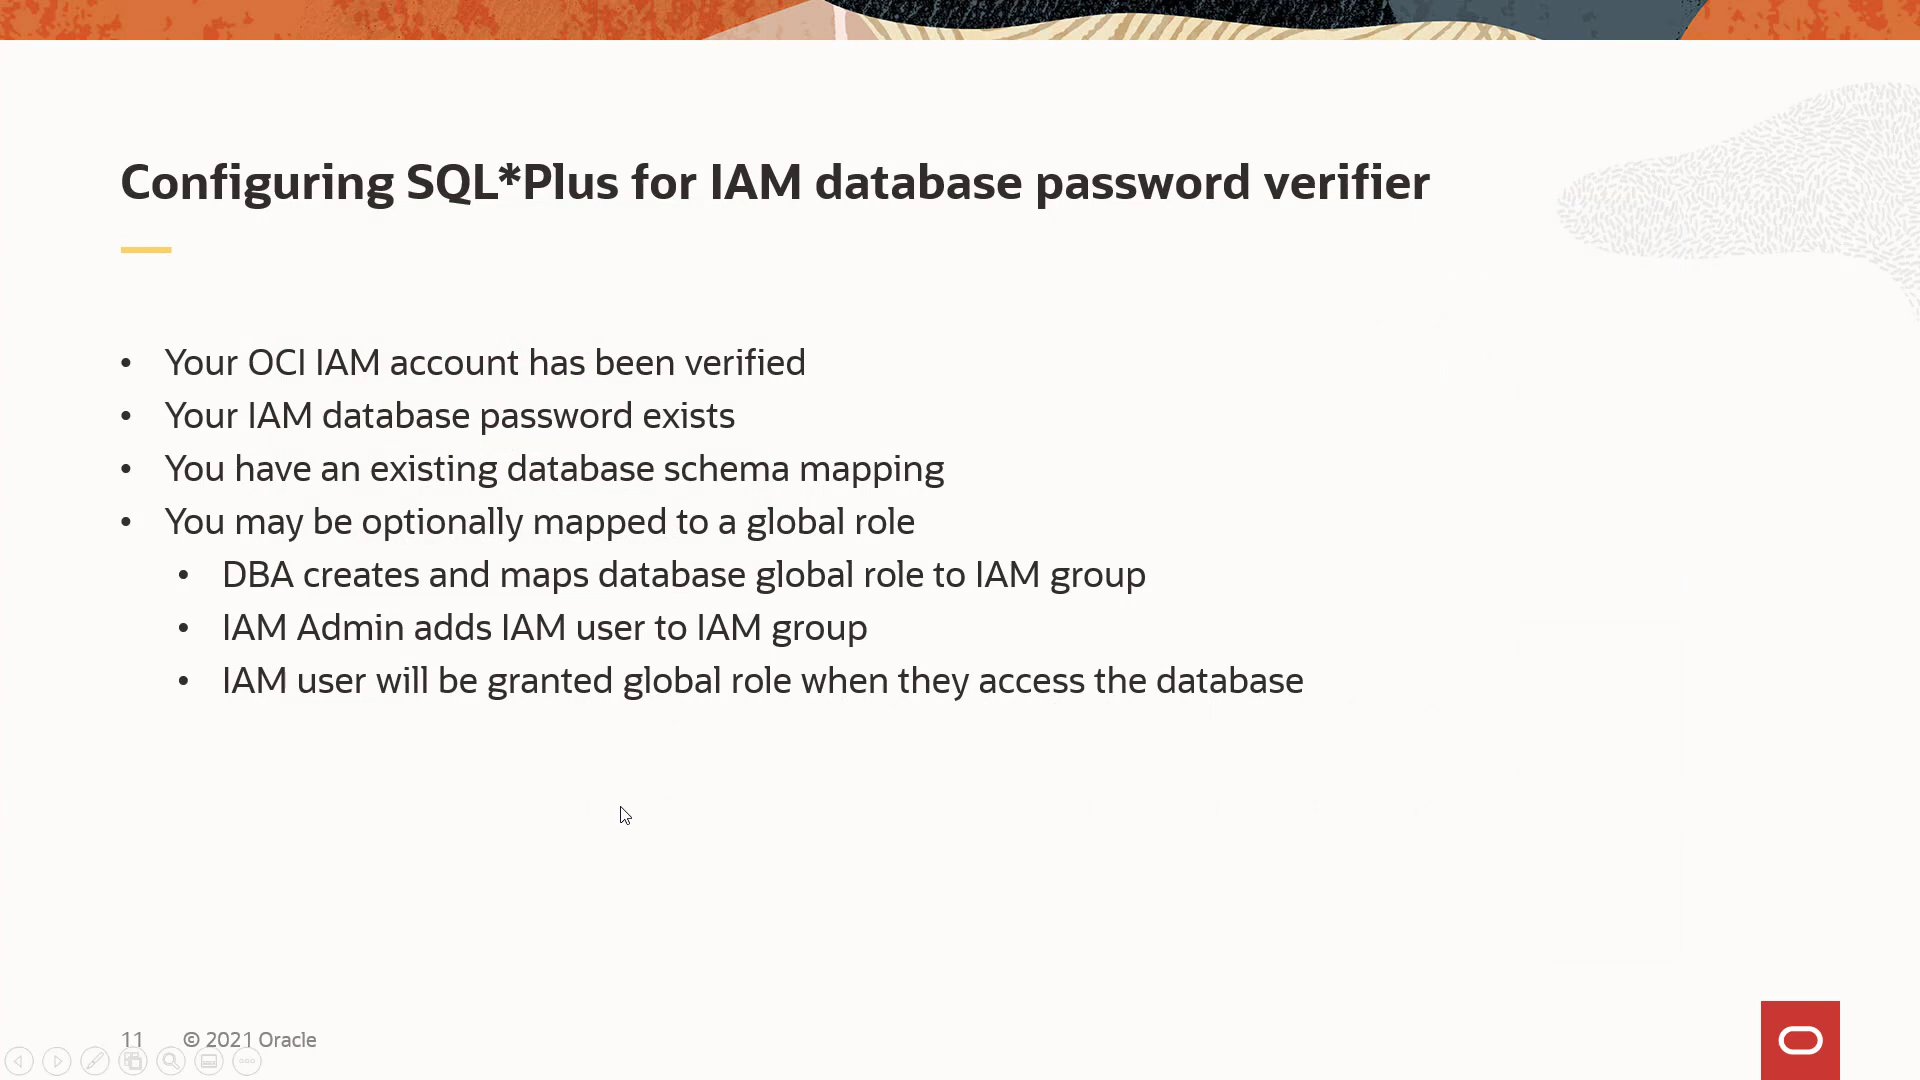 Configuring SQL*Plus for IAM database password verifier
• Your OCI IAM account has been verified
• Your IAM database password exists
• You have an existing database schema mapping
• You may be optionally mapped to a global role
• DBA creates and maps database global role to IAM group
• IAM Admin adds IAM user to IAM group
• IAM user will be granted global role when they access the database
11 © 2021 Oracle